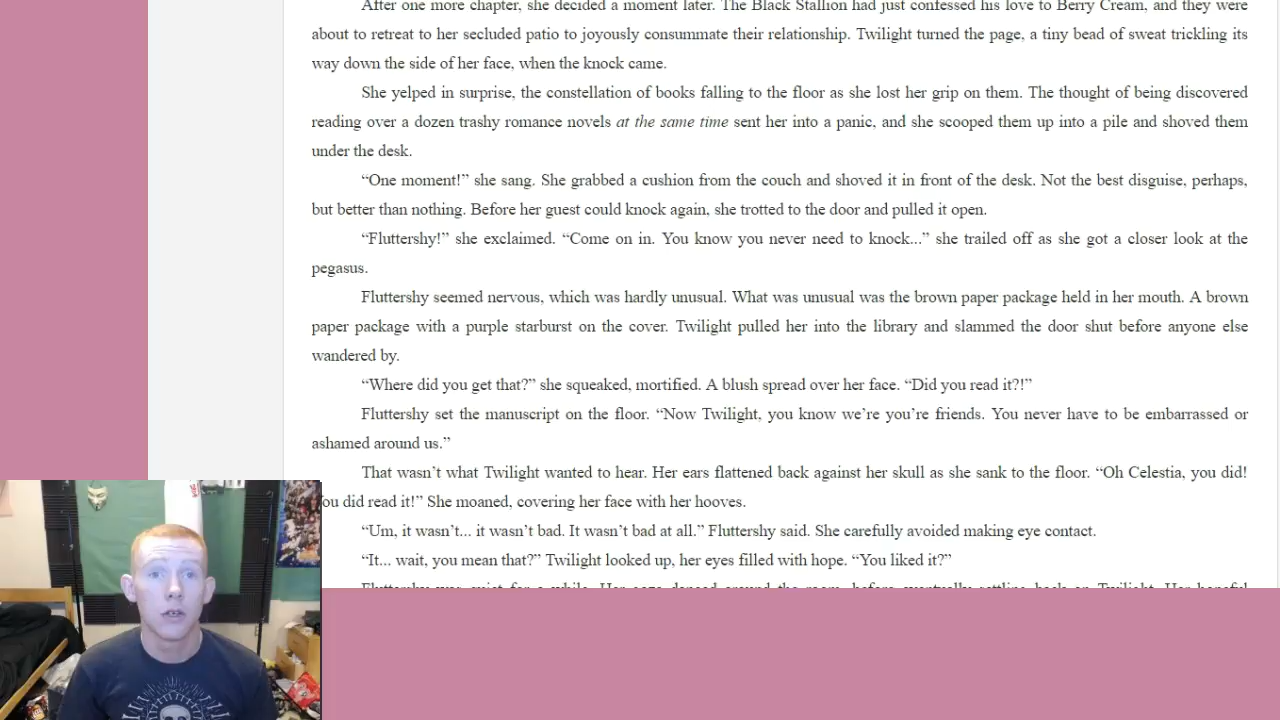 After one more chapter, she decided a moment later. The Black Stallion had just confessed his love to Berry Cream, and they were
about to retreat to her secluded patio to joyously consummate their relationship. Twilight turned the page, a tiny bead of sweat trickling its
way down the side of her face, when the knock came.
She yelped in surprise, the constellation of books falling to the floor as she lost her grip on them. The thought of being discovered
reading over a dozen trashy romance novels at the same time sent her into a panic, and she scooped them up into a pile and shoved them
under the desk.
“One moment!” she sang. She grabbed a cushion from the couch and shoved it in front of the desk. Not the best disguise, perhaps,
but better than nothing. Before her guest could knock again, she trotted to the door and pulled it open.
“Fluttershy!” she exclaimed. “Come on in. You know you never need to knock...” she trailed off as she got a closer look at the
pegasus.
Fluttershy seemed nervous, which was hardly unusual. What was unusual was the brown paper package held in her mouth. A brown
paper package with a purple starburst on the cover. Twilight pulled her into the library and slammed the door shut before anyone else
wandered by.
“Where did you get that?” she squeaked, mortified. A blush spread over her face. “Did you read it?!”
Fluttershy set the manuscript on the floor. “Now Twilight, you know we’re you’re friends. You never have to be embarrassed or
ashamed around us.”
That wasn’t what Twilight wanted to hear. Her ears flattened back against her skull as she sank to the floor. “Oh Celestia, you did!
ou did read it!” She moaned, covering her face with her hooves.
“Um, it wasn’t... it wasn’t bad. It wasn’t bad at all.” Fluttershy said. She carefully avoided making eye contact.
“It... wait, you mean that?” Twilight looked up, her eyes filled with hope. “You liked it?”